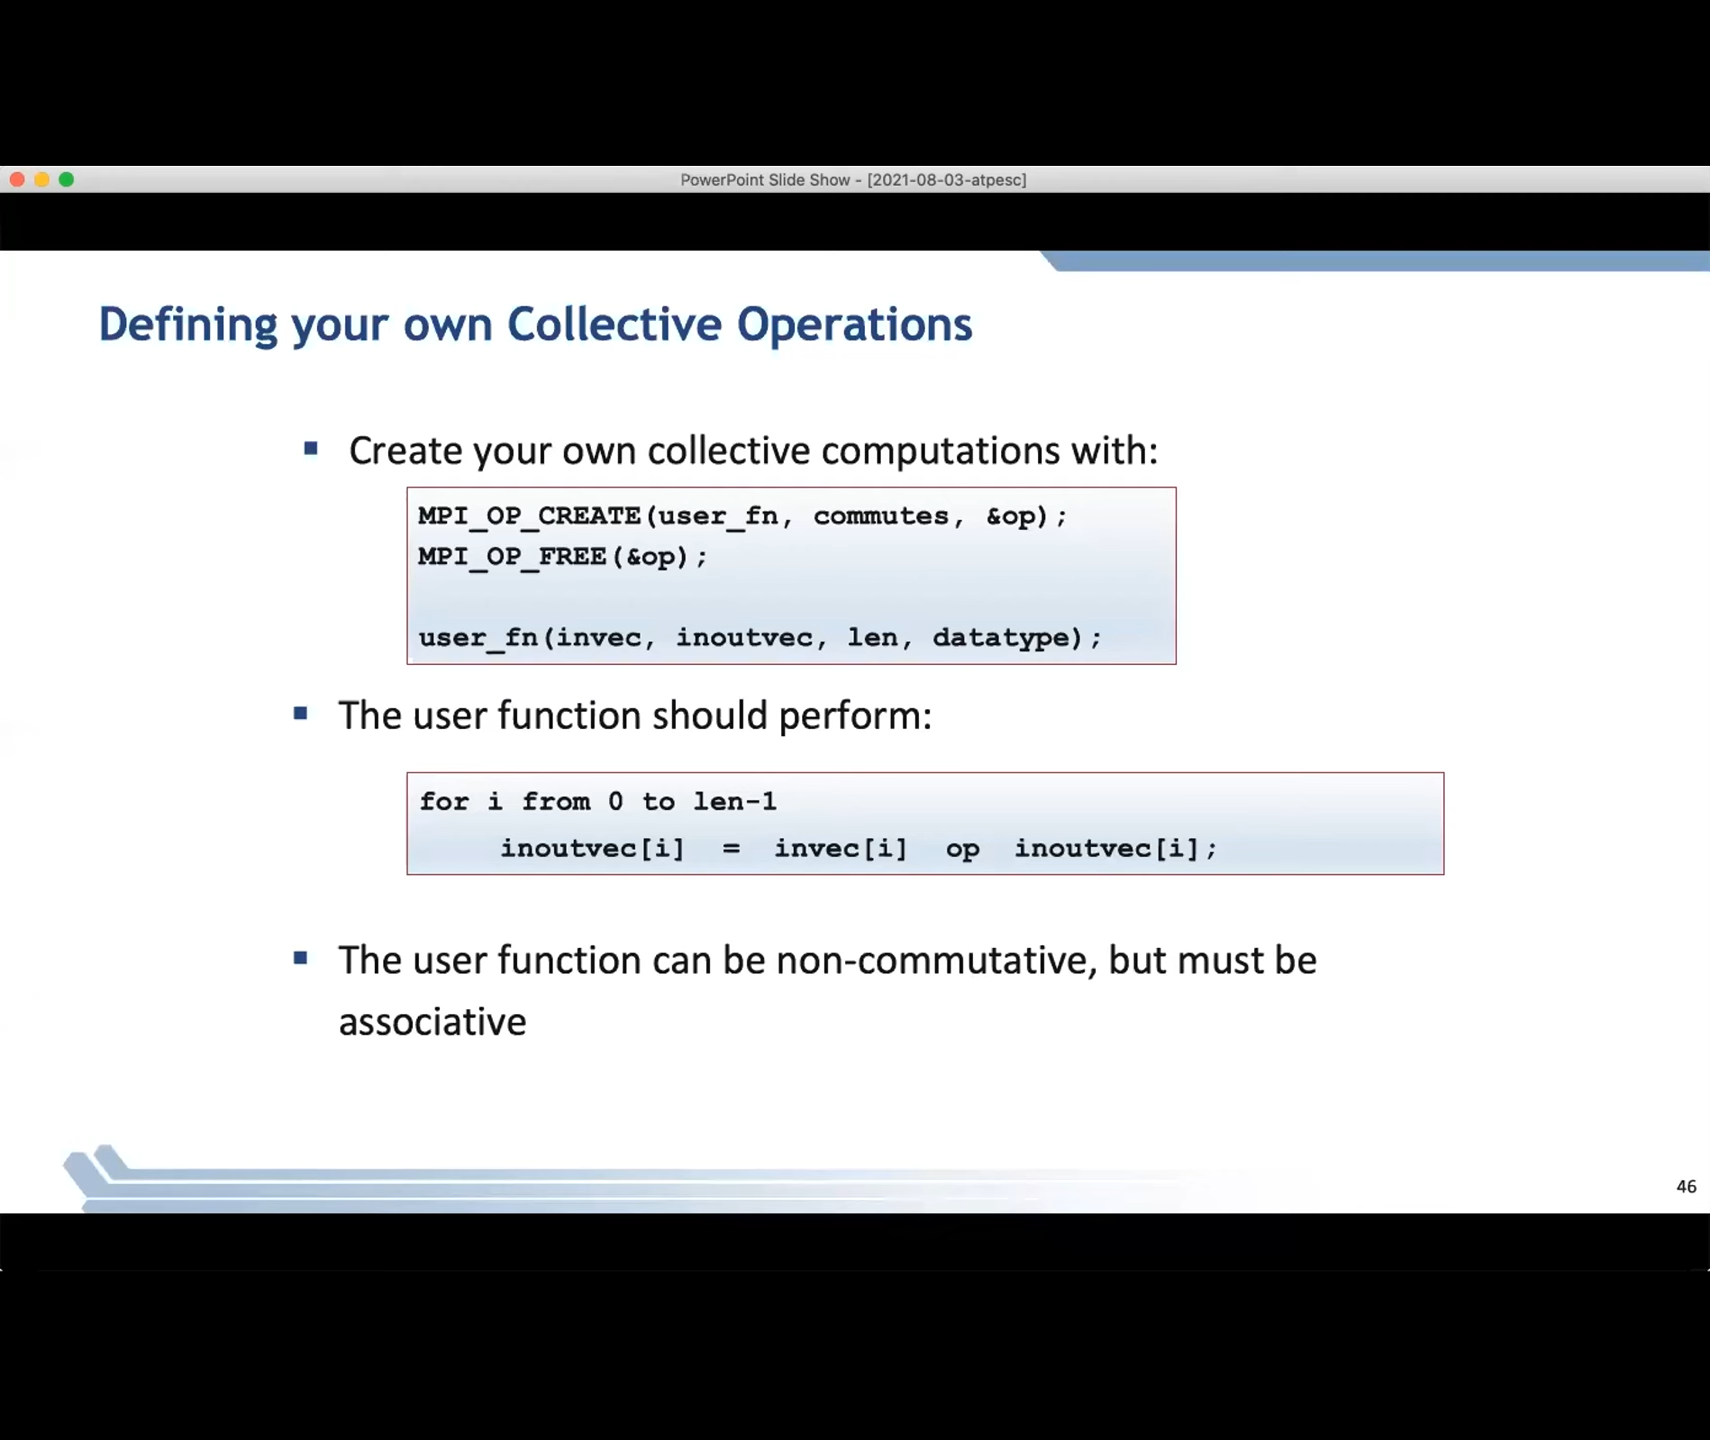 PowerPoint Slide Show - [2021-08-03-atpesc]
Defining your own Collective Operations
▪ Create your own collective computations with:
MPI_OP_CREATE(user_fn, commutes, &op);
MPI_OP_FREE(&op);
user_fn(invec, inoutvec, len, datatype);
▪ The user function should perform:
for i from 0 to len-1
inoutvec[i] = invec[i] op inoutvec[i];
▪ The user function can be non-commutative, but must be
associative
46